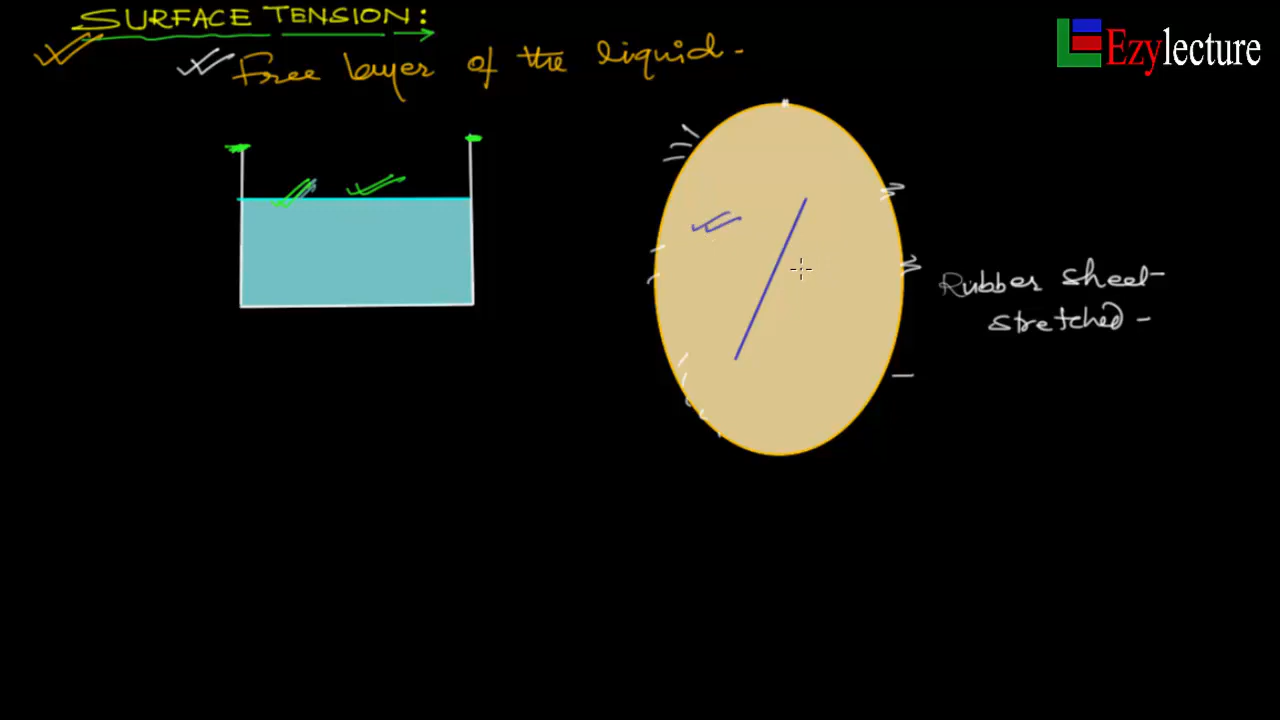 SURFACE TENSION:
Free layer of the liquid -
Ezylecture
Rubber sheet-
stretched -